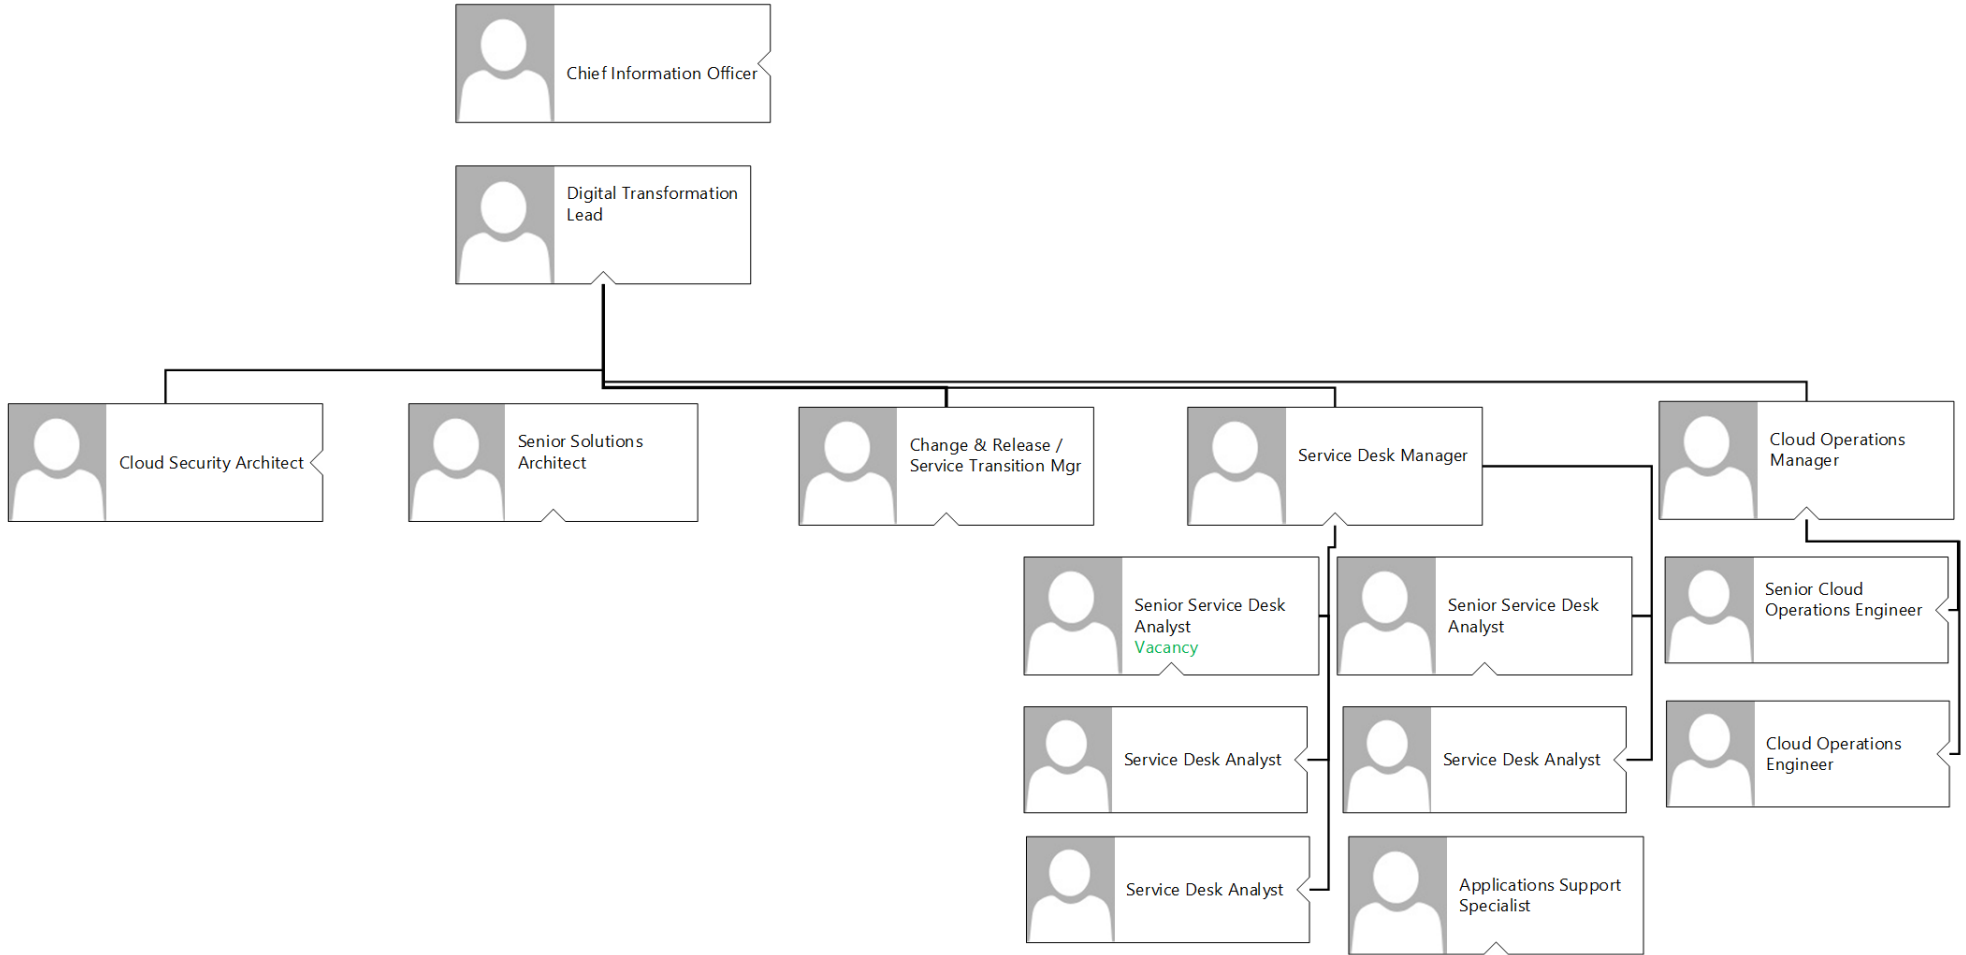 Chief Information Officer
Digital Transformation
Lead
Cloud Security Architect
Senior Solutions
Architect
Change & Release /
Service Transition Mgr
Service Desk Manager
Cloud Operations
Manager
Senior Service Desk
Analyst
Vacancy
Senior Service Desk
Analyst
Senior Cloud
Operations Engineer
Service Desk Analyst
Service Desk Analyst
Cloud Operations
Engineer
Service Desk Analyst
Applications Support
Specialist